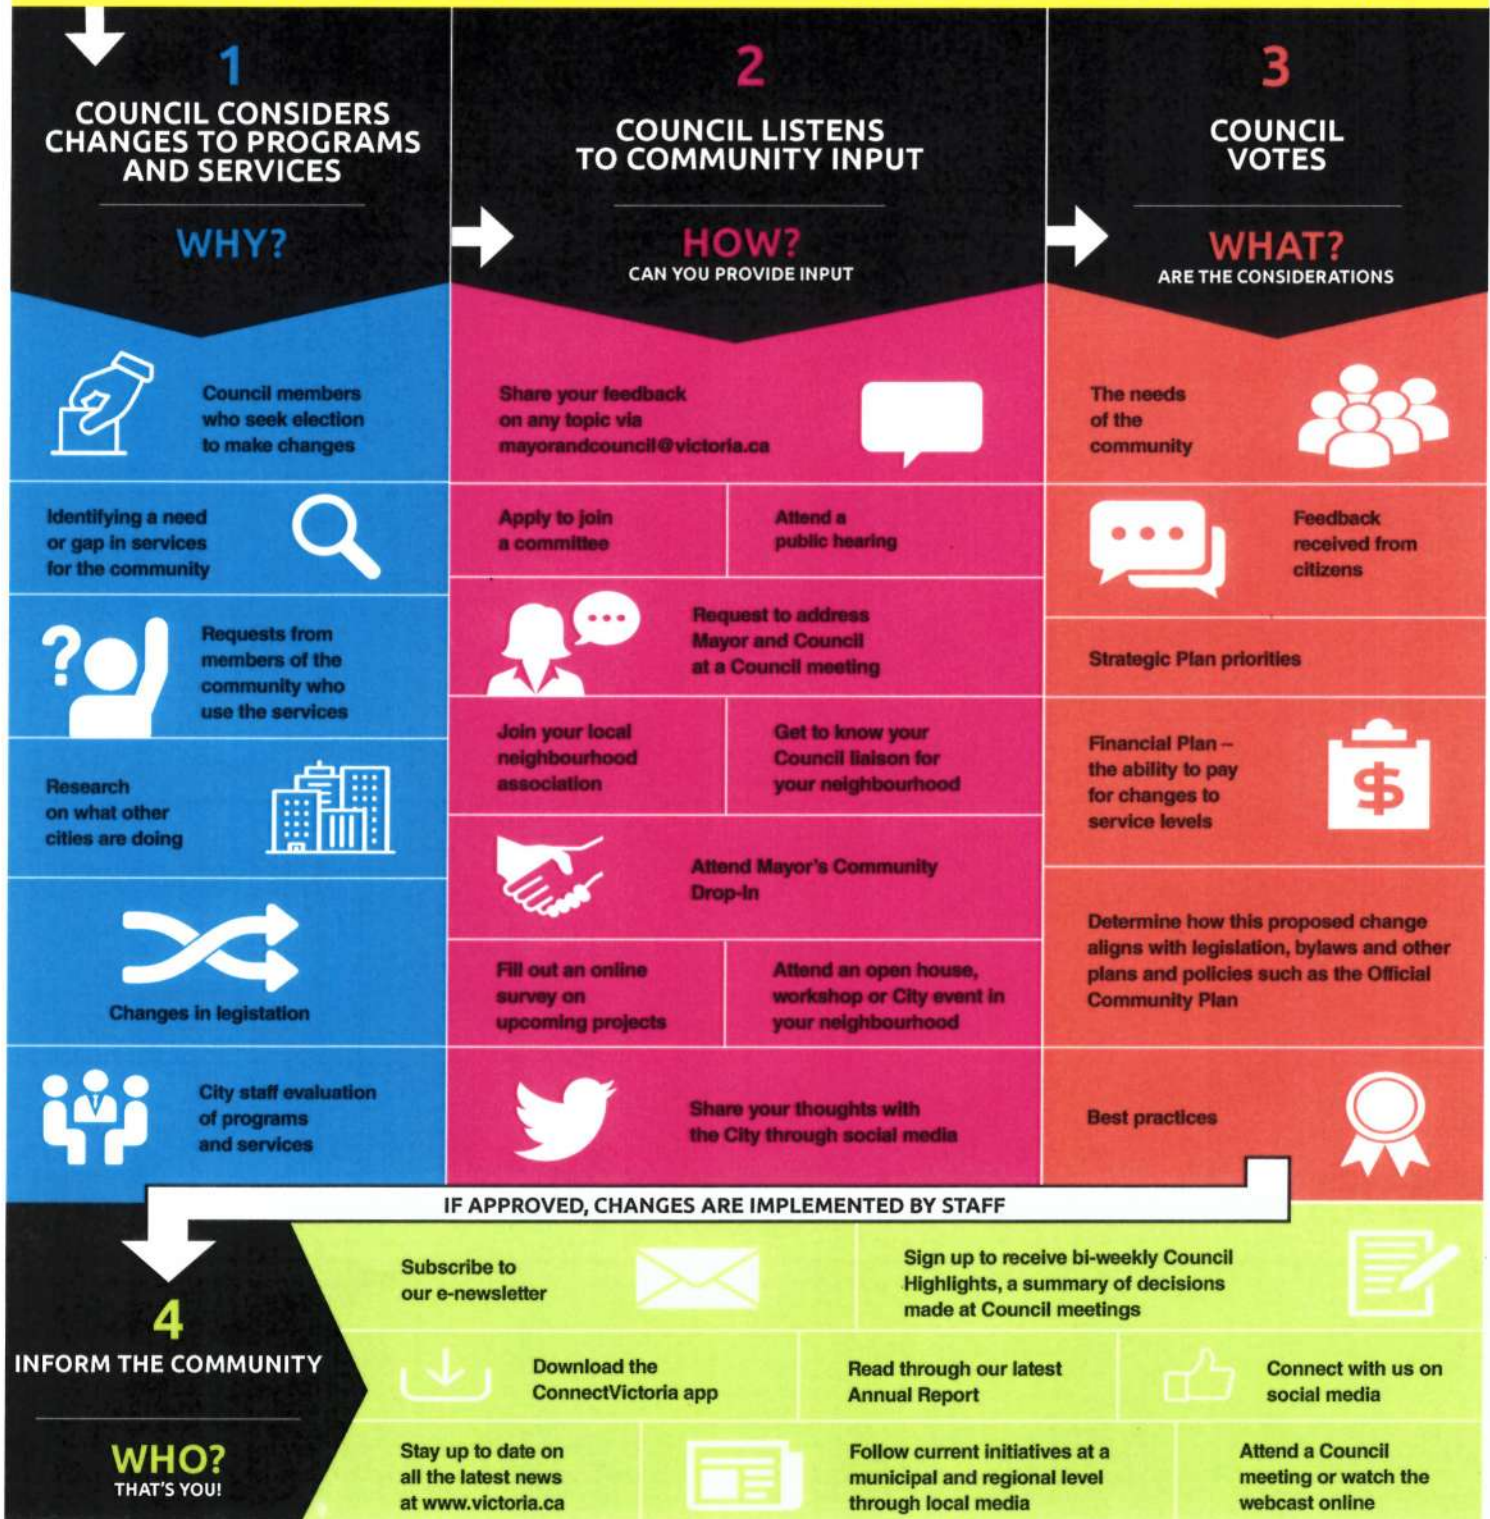 1
COUNCIL CONSIDERS
CHANGES TO PROGRAMS
AND SERVICES
WHY?
Council members
who seek election
to make changes
Identifying a need
or gap in services
for the community
?
Requests from
members of the
community who
use the services
Research
on what other
cities are doing
Changes in legistation
City staff evaluation
of programs
and services
2
COUNCIL LISTENS
TO COMMUNITY INPUT
HOW?
CAN YOU PROVIDE INPUT
Share your feedback
on any topic via
mayorandcouncil@victoria.ca
Apply to join
a committee
Attend a
public hearing
Request to address
Mayor and Council
at a Council meeting
Join your local
neighbourhood
association
Get to know your
Council liaison for
your neighbourhood
Attend Mayor's Community
Drop-In
Fill out an online
survey on
upcoming projects
Attend an open house,
workshop or City event in
your neighbourhood
Share your thoughts with
the City through social media
3
COUNCIL
VOTES
WHAT?
ARE THE CONSIDERATIONS
The needs
of the
community
Feedback
received from
citizens
Strategic Plan priorities
Financial Plan –
the ability to pay
for changes to
service levels
$
Determine how this proposed change
aligns with legislation, bylaws and other
plans and policies such as the Official
Community Plan
Best practices
IF APPROVED, CHANGES ARE IMPLEMENTED BY STAFF
4
INFORM THE COMMUNITY
WHO?
THAT'S YOU!
Subscribe to
our e-newsletter
Sign up to receive bi-weekly Council
Highlights, a summary of decisions
made at Council meetings
Download the
ConnectVictoria app
Read through our latest
Annual Report
Connect with us on
social media
Stay up to date on
all the latest news
at www.victoria.ca
Follow current initiatives at a
municipal and regional level
through local media
Attend a Council
meeting or watch the
webcast online